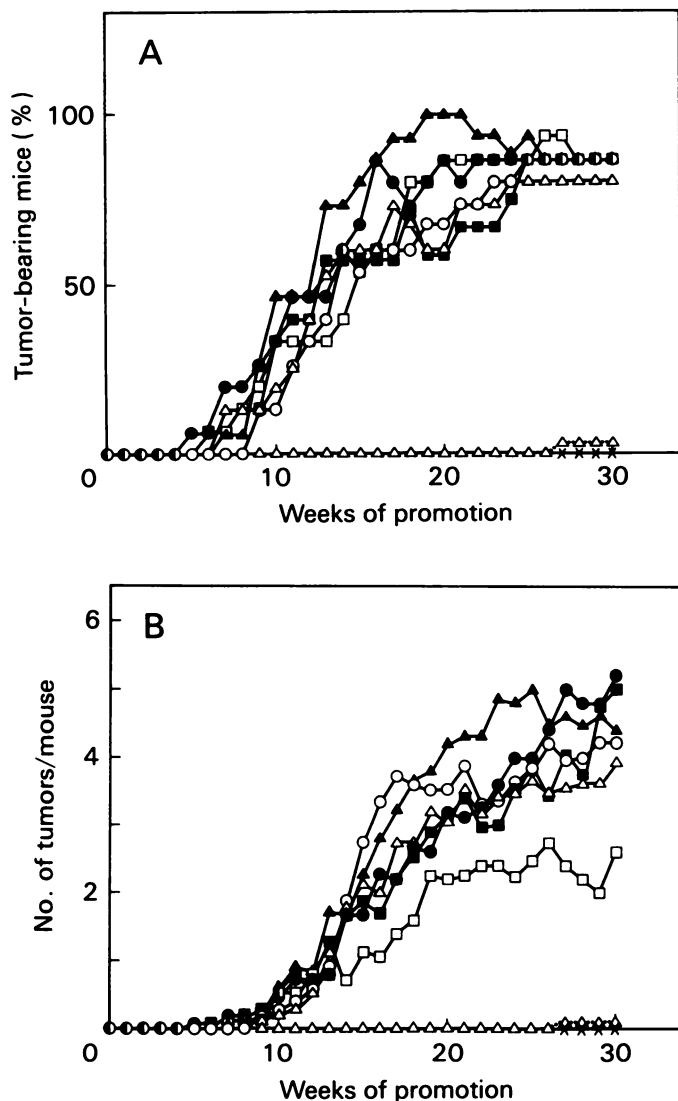 A
Tumor-bearing mice (%)
100
50
0
10
20
30
Weeks of promotion
B
No. of tumors/mouse
6
4
2
0
10
20
30
Weeks of promotion